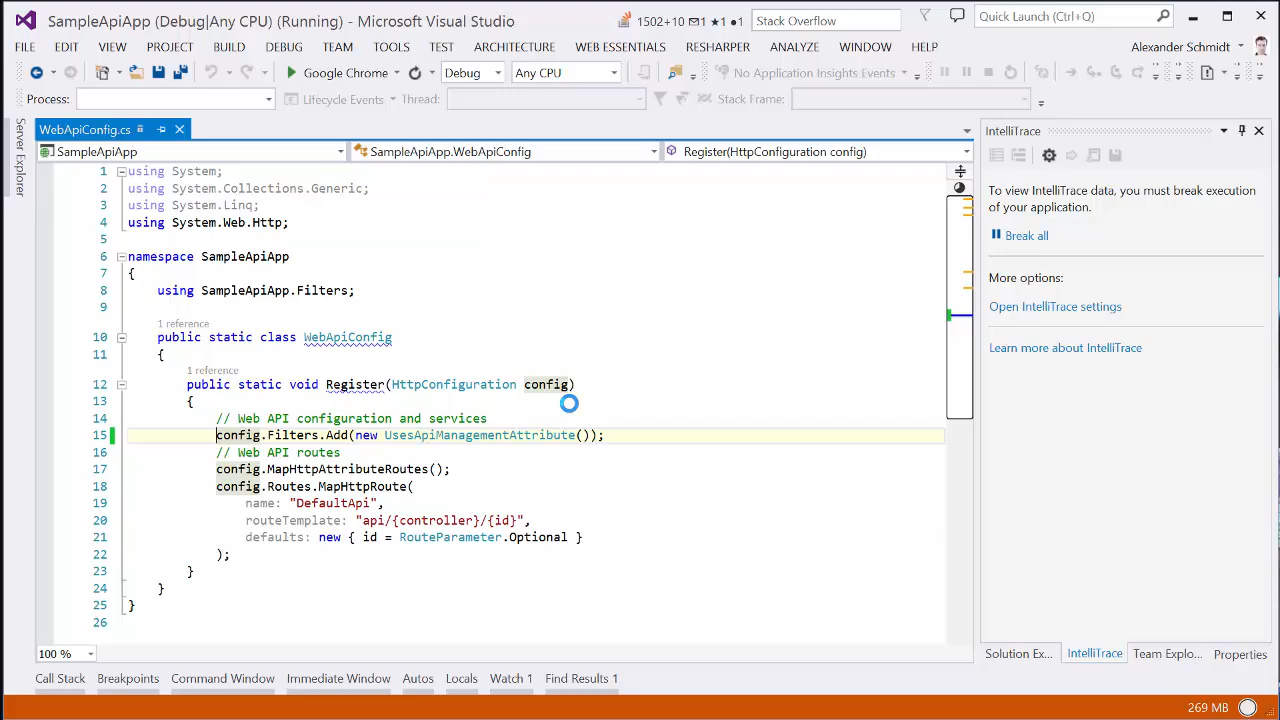 SampleApiApp (Debug|Any CPU) (Running) - Microsoft Visual Studio
1502+10 1 ★1 ●1
Stack Overflow
Quick Launch (Ctrl+Q)
FILE EDIT VIEW PROJECT BUILD DEBUG TEAM TOOLS TEST ARCHITECTURE WEB ESSENTIALS RESHARPER ANALYZE WINDOW HELP
Alexander Schmidt
Google Chrome Debug Any CPU No Application Insights events
Process: Lifecycle Events Thread: Stack Frame:
Server Explorer
WebApiConfig.cs
SampleApiApp SampleApiApp.WebApiConfig Register(HttpConfiguration config)
1 using System;
2 using System.Collections.Generic;
3 using System.Linq;
4 using System.Web.Http;
5
6 namespace SampleApiApp
7 {
8 using SampleApiApp.Filters;
9
1 reference
10 public static class WebApiConfig
11 {
1 reference
12 public static void Register(HttpConfiguration config)
13 {
14 // Web API configuration and services
15 config.Filters.Add(new UsesApiManagementAttribute());
16 // Web API routes
17 config.MapHttpAttributeRoutes();
18 config.Routes.MapHttpRoute(
19 name: "DefaultApi",
20 routeTemplate: "api/{controller}/{id}",
21 defaults: new { id = RouteParameter.Optional }
22 );
23 }
24 }
25 }
26
100 %
IntelliTrace
To view IntelliTrace data, you must break execution
of your application.
Break all
More options:
Open IntelliTrace settings
Learn more about IntelliTrace
Solution Ex... IntelliTrace Team Explo... Properties
Call Stack Breakpoints Command Window Immediate Window Autos Locals Watch 1 Find Results 1
269 MB